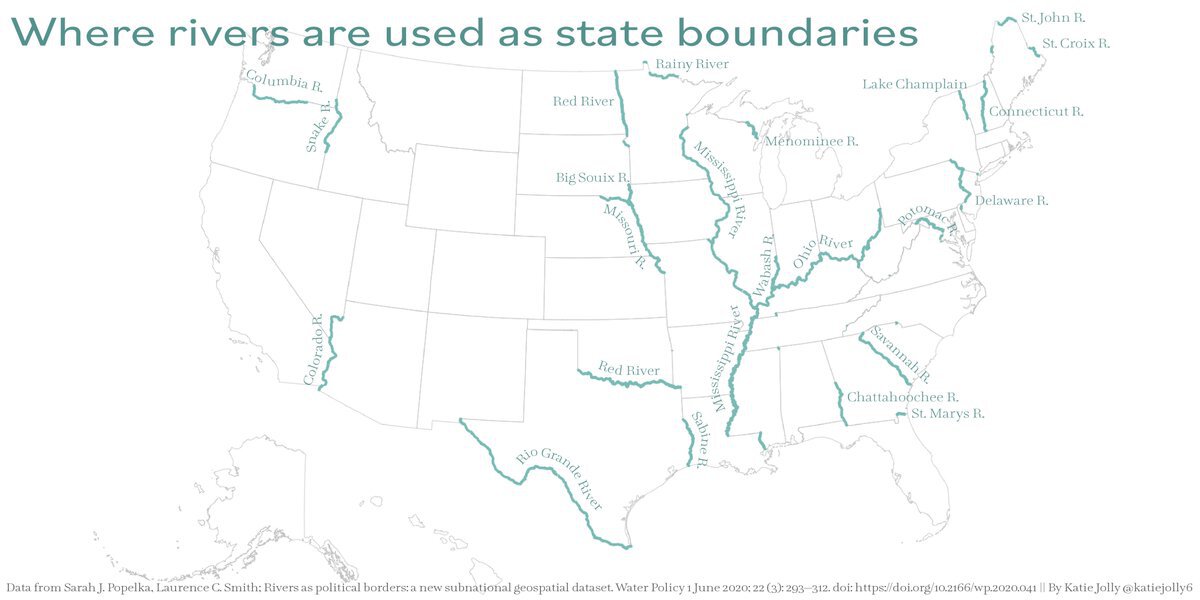 Where rivers are used as state boundaries
St. John R.
St. Croix R.
Rainy River
Columbia R.
Lake Champlain
Red River
Snake R.
Connecticut R.
Menominee R.
Mississippi River
Big Souix R.
Delaware R.
Missouri R.
Potomac R.
Wabash R.
Ohio River
Mississippi River
Colorado R.
Savannah R.
Red River
Chattahoochee R.
St. Marys R.
Sabine R.
Rio Grande River
Data from Sarah J. Popelka, Laurence C. Smith; Rivers as political borders: a new subnational geospatial dataset. Water Policy 1 June 2020; 22 (3): 293–312. doi: https://doi.org/10.2166/wp.2020.041 || By Katie Jolly @katiejolly6